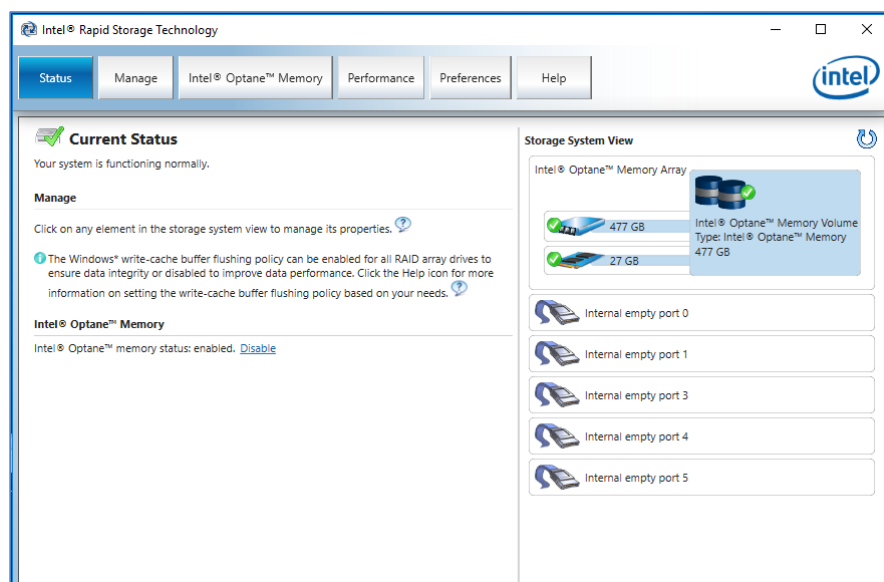 Intel® Rapid Storage Technology
Status
Manage
Intel® Optane™ Memory
Performance
Preferences
Help
intel
Current Status
Your system is functioning normally.
Manage
Click on any element in the storage system view to manage its properties.
The Windows* write-cache buffer flushing policy can be enabled for all RAID array drives to
ensure data integrity or disabled to improve data performance. Click the Help icon for more
information on setting the write-cache buffer flushing policy based on your needs.
Intel® Optane™ Memory
Intel® Optane™ memory status: enabled. Disable
Storage System View
Intel® Optane™ Memory Array
477 GB
27 GB
Intel® Optane™ Memory Volume
Type: Intel® Optane™ Memory
477 GB
Internal empty port 0
Internal empty port 1
Internal empty port 3
Internal empty port 4
Internal empty port 5